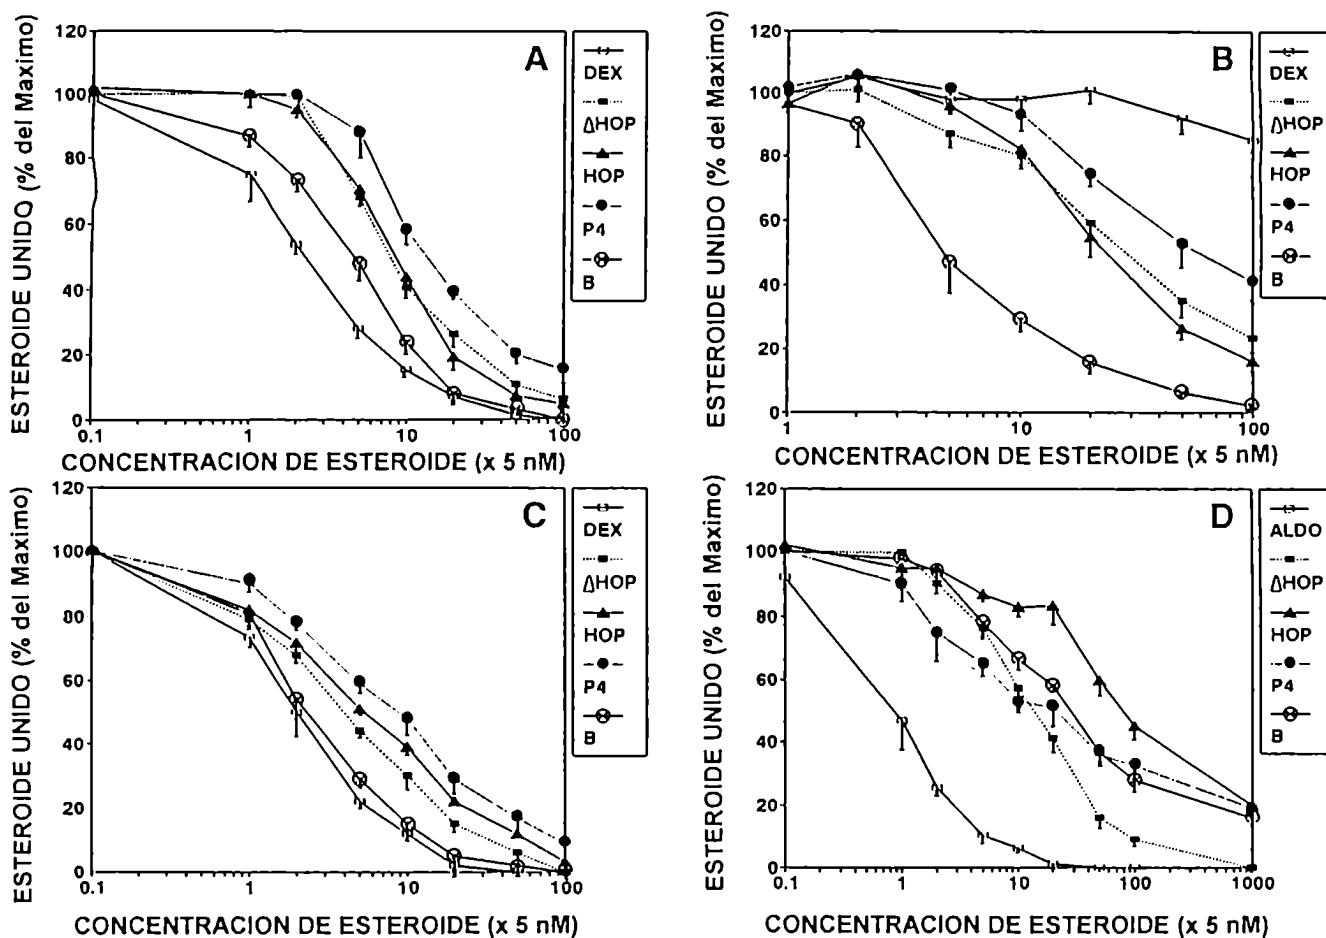 A
ESTEROIDE UNIDO (% del Maximo)
120
100
80
60
40
20
0
0.1
1
10
100
CONCENTRACION DE ESTEROIDE (x 5 nM)
DEX
ΔHOP
HOP
P4
B
B
ESTEROIDE UNIDO (% del Maximo)
120
100
80
60
40
20
0
1
10
100
CONCENTRACION DE ESTEROIDE (x 5 nM)
DEX
ΔHOP
HOP
P4
B
C
ESTEROIDE UNIDO (% del Maximo)
120
100
80
60
40
20
0
0.1
1
10
100
CONCENTRACION DE ESTEROIDE (x 5 nM)
DEX
ΔHOP
HOP
P4
B
D
ESTEROIDE UNIDO (% del Maximo)
120
100
80
60
40
20
0
0.1
1
10
100
1000
CONCENTRACION DE ESTEROIDE (x 5 nM)
ALDO
ΔHOP
HOP
P4
B